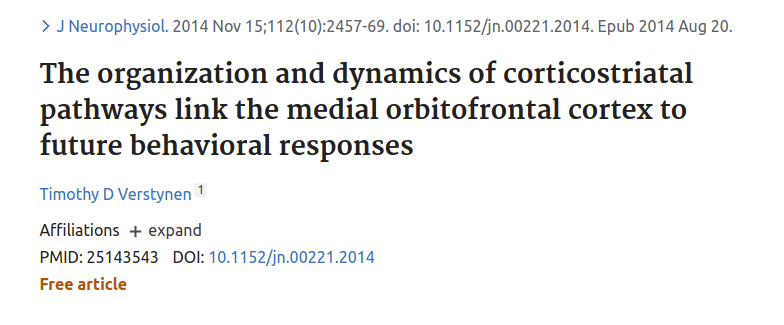 > J Neurophysiol. 2014 Nov 15;112(10):2457-69. doi: 10.1152/jn.00221.2014. Epub 2014 Aug 20.
The organization and dynamics of corticostriatal
pathways link the medial orbitofrontal cortex to
future behavioral responses
Timothy D Verstynen 1
Affiliations + expand
PMID: 25143543 DOI: 10.1152/jn.00221.2014
Free article